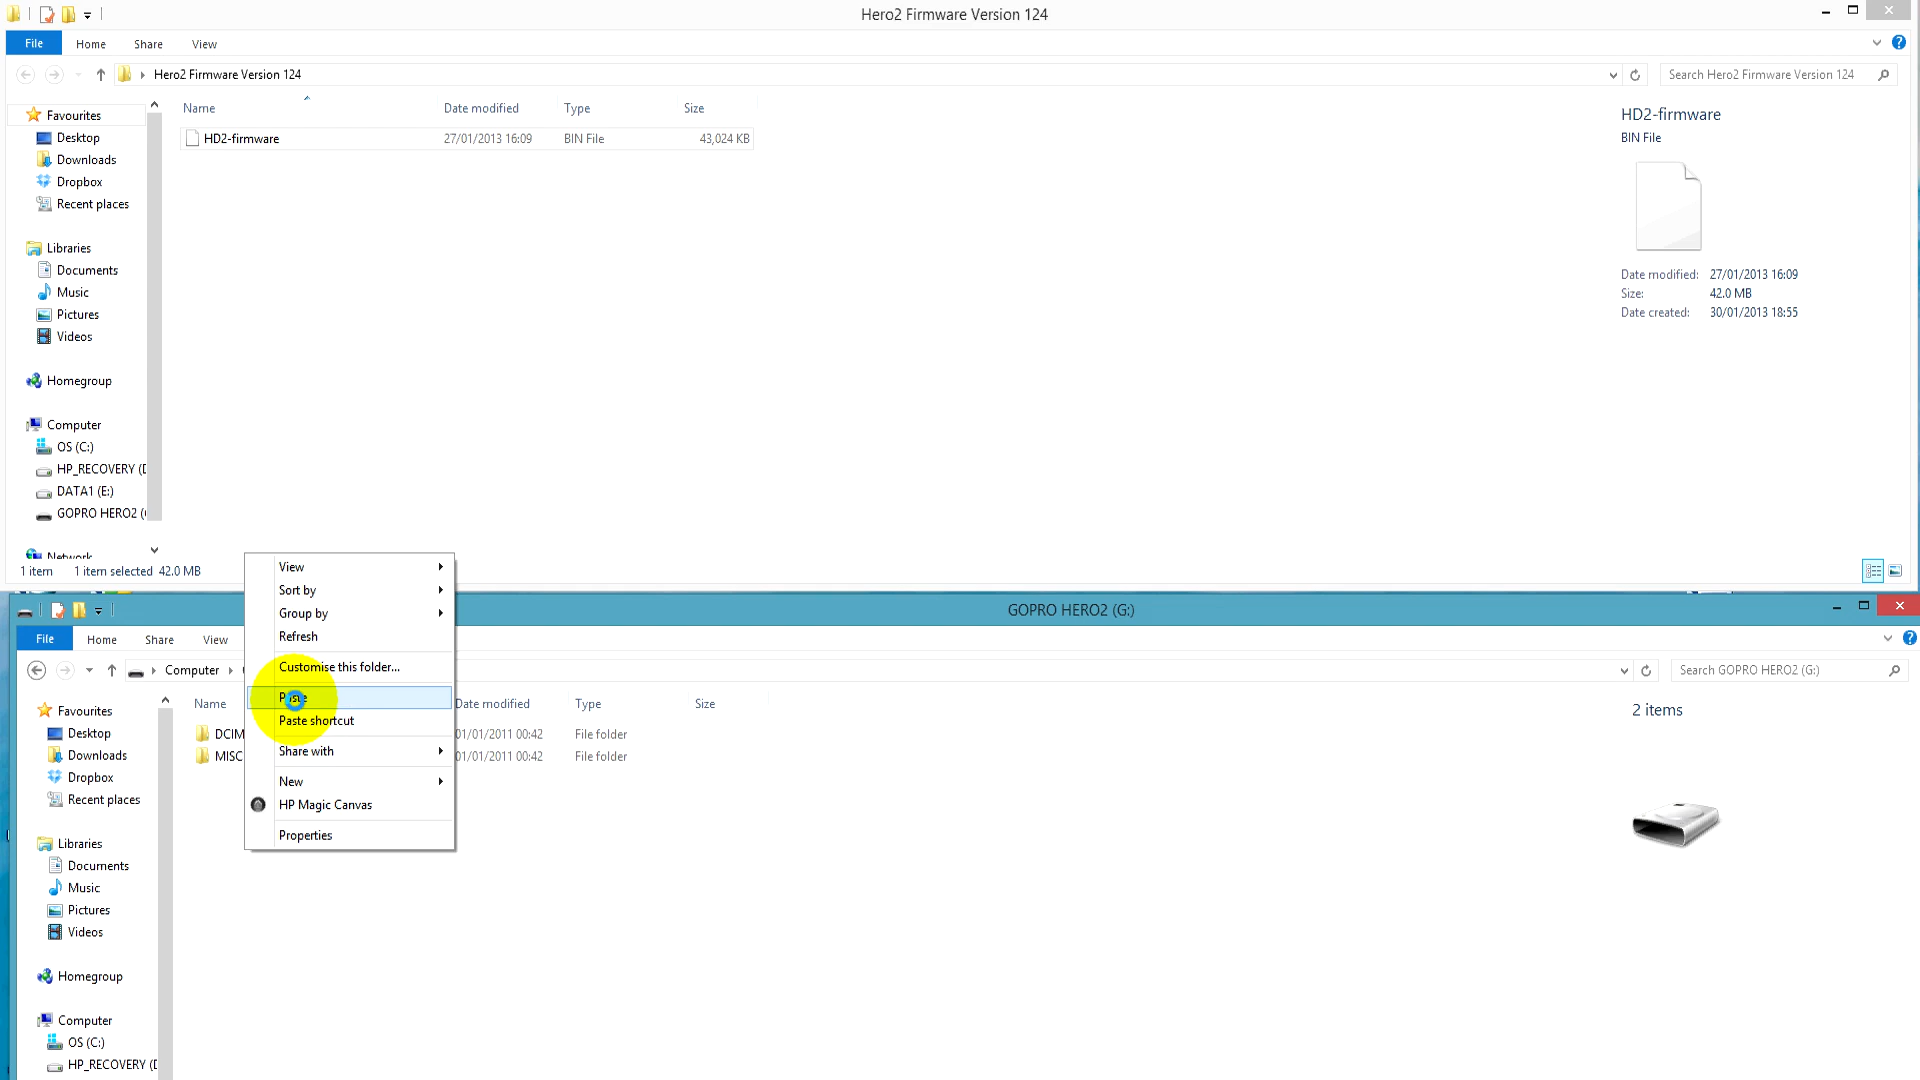 Hero2 Firmware Version 124
File Home Share View
Hero2 Firmware Version 124
Search Hero2 Firmware Version 124
Favourites
Desktop
Downloads
Dropbox
Recent places
Libraries
Documents
Music
Pictures
Videos
Homegroup
Computer
OS (C:)
HP_RECOVERY (D
DATA1 (E:)
GOPRO HERO2 (
Network
Name Date modified Type Size
HD2-firmware 27/01/2013 16:09 BIN File 43,024 KB
HD2-firmware
BIN File
Date modified: 27/01/2013 16:09
Size: 42.0 MB
Date created: 30/01/2013 18:55
1 item 1 item selected 42.0 MB
View
Sort by
Group by
Refresh
Customise this folder...
Paste
Paste shortcut
Share with
New
HP Magic Canvas
Properties
GOPRO HERO2 (G:)
File Home Share View
Computer
Search GOPRO HERO2 (G:)
Favourites
Desktop
Downloads
Dropbox
Recent places
Libraries
Documents
Music
Pictures
Videos
Homegroup
Computer
OS (C:)
HP_RECOVERY (D
Name Date modified Type Size
DCIM 01/01/2011 00:42 File folder
MISC 01/01/2011 00:42 File folder
2 items